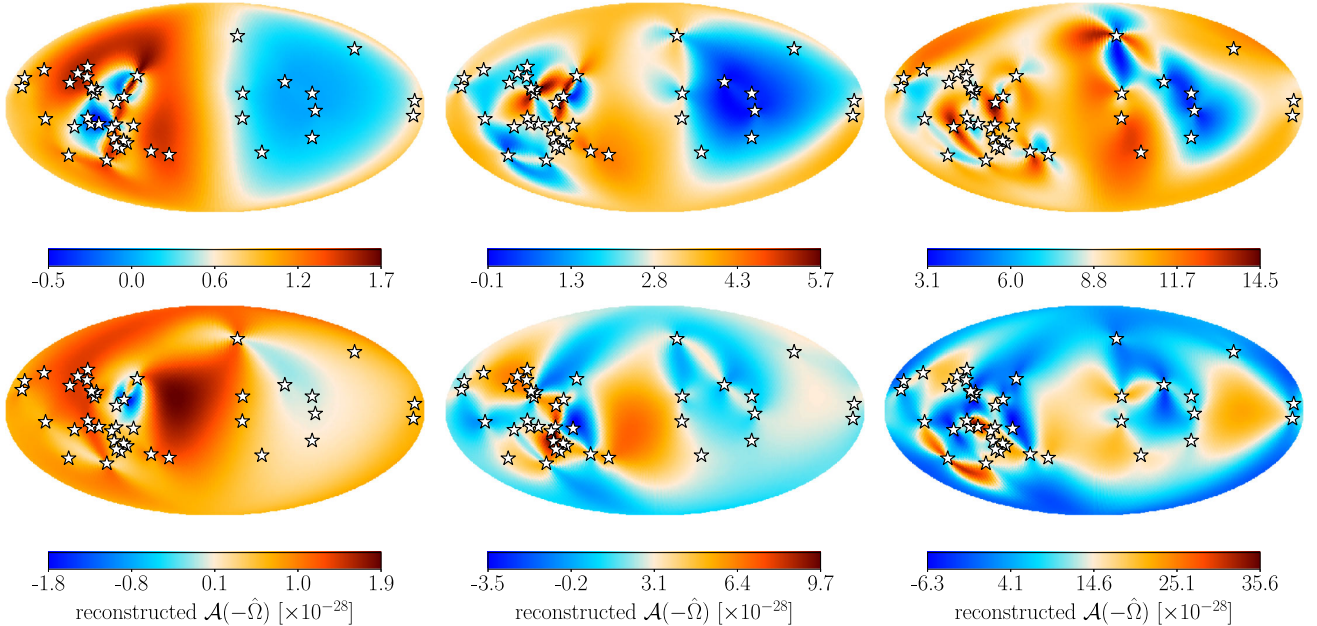 -0.5 0.0 0.6 1.2 1.7
-0.1 1.3 2.8 4.3 5.7
3.1 6.0 8.8 11.7 14.5
-1.8 -0.8 0.1 1.0 1.9
reconstructed 𝒜(-Ω̂) [×10⁻²⁸]
-3.5 -0.2 3.1 6.4 9.7
reconstructed 𝒜(-Ω̂) [×10⁻²⁸]
-6.3 4.1 14.6 25.1 35.6
reconstructed 𝒜(-Ω̂) [×10⁻²⁸]